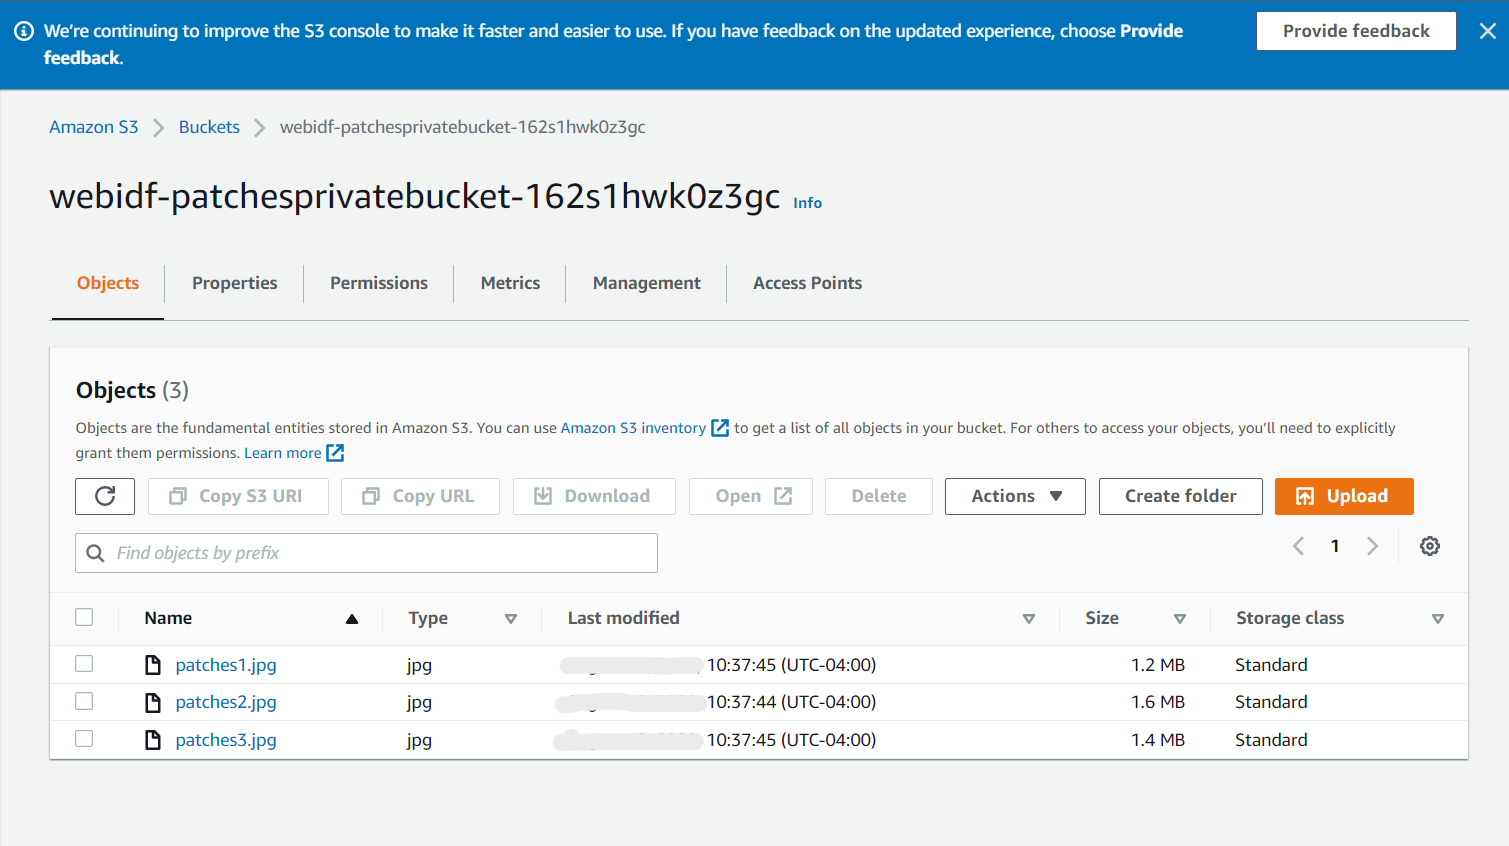 We're continuing to improve the S3 console to make it faster and easier to use. If you have feedback on the updated experience, choose Provide
feedback.
Provide feedback
Amazon S3 > Buckets > webidf-patchesprivatebucket-162s1hwk0z3gc
webidf-patchesprivatebucket-162s1hwk0z3gc Info
Objects Properties Permissions Metrics Management Access Points
Objects (3)
Objects are the fundamental entities stored in Amazon S3. You can use Amazon S3 inventory to get a list of all objects in your bucket. For others to access your objects, you'll need to explicitly
grant them permissions. Learn more
Copy S3 URI Copy URL Download Open Delete Actions Create folder Upload
Find objects by prefix
1
Name Type Last modified Size Storage class
patches1.jpg jpg 10:37:45 (UTC-04:00) 1.2 MB Standard
patches2.jpg jpg 10:37:44 (UTC-04:00) 1.6 MB Standard
patches3.jpg jpg 10:37:45 (UTC-04:00) 1.4 MB Standard